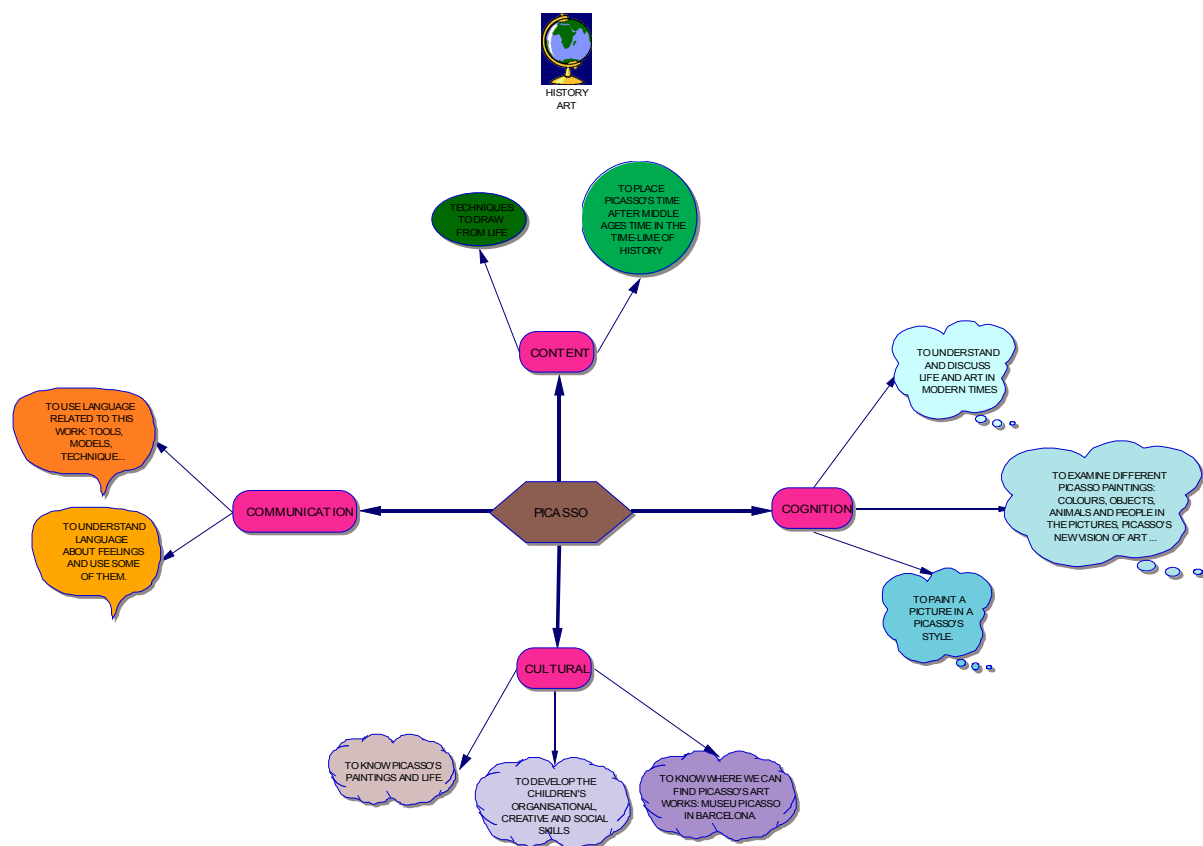 HISTORY
ART
TECHNIQUES:
TO DRAW
FROM LIFE
TO PLACE
PICASSO'S TIME
AFTER MIDDLE
AGES TIME IN THE
TIME-LIME OF
HISTORY
CONTENT
TO UNDERSTAND
AND DISCUSS
LIFE AND ART IN
MODERN TIMES
TO USE LANGUAGE
RELATED TO THIS
WORK: TOOLS,
MODELS,
TECHNIQUE...
COMMUNICATION
PICASSO
COGNITION
TO EXAMINE DIFFERENT
PICASSO PAINTINGS:
COLOURS, OBJECTS,
ANIMALS AND PEOPLE IN
THE PICTURES, PICASSO'S
NEW VISION OF ART ...
TO UNDERSTAND
LANGUAGE
ABOUT FEELINGS
AND USE SOME
OF THEM.
TO PAINT A
PICTURE IN A
PICASSO'S
STYLE.
CULTURAL
TO KNOW PICASSO'S
PAINTINGS AND LIFE.
TO DEVELOP THE
CHILDREN'S
ORGANISATIONAL,
CREATIVE AND SOCIAL
SKILLS
TO KNOW WHERE WE CAN
FIND PICASSO'S ART
WORKS: MUSEU PICASSO
IN BARCELONA.